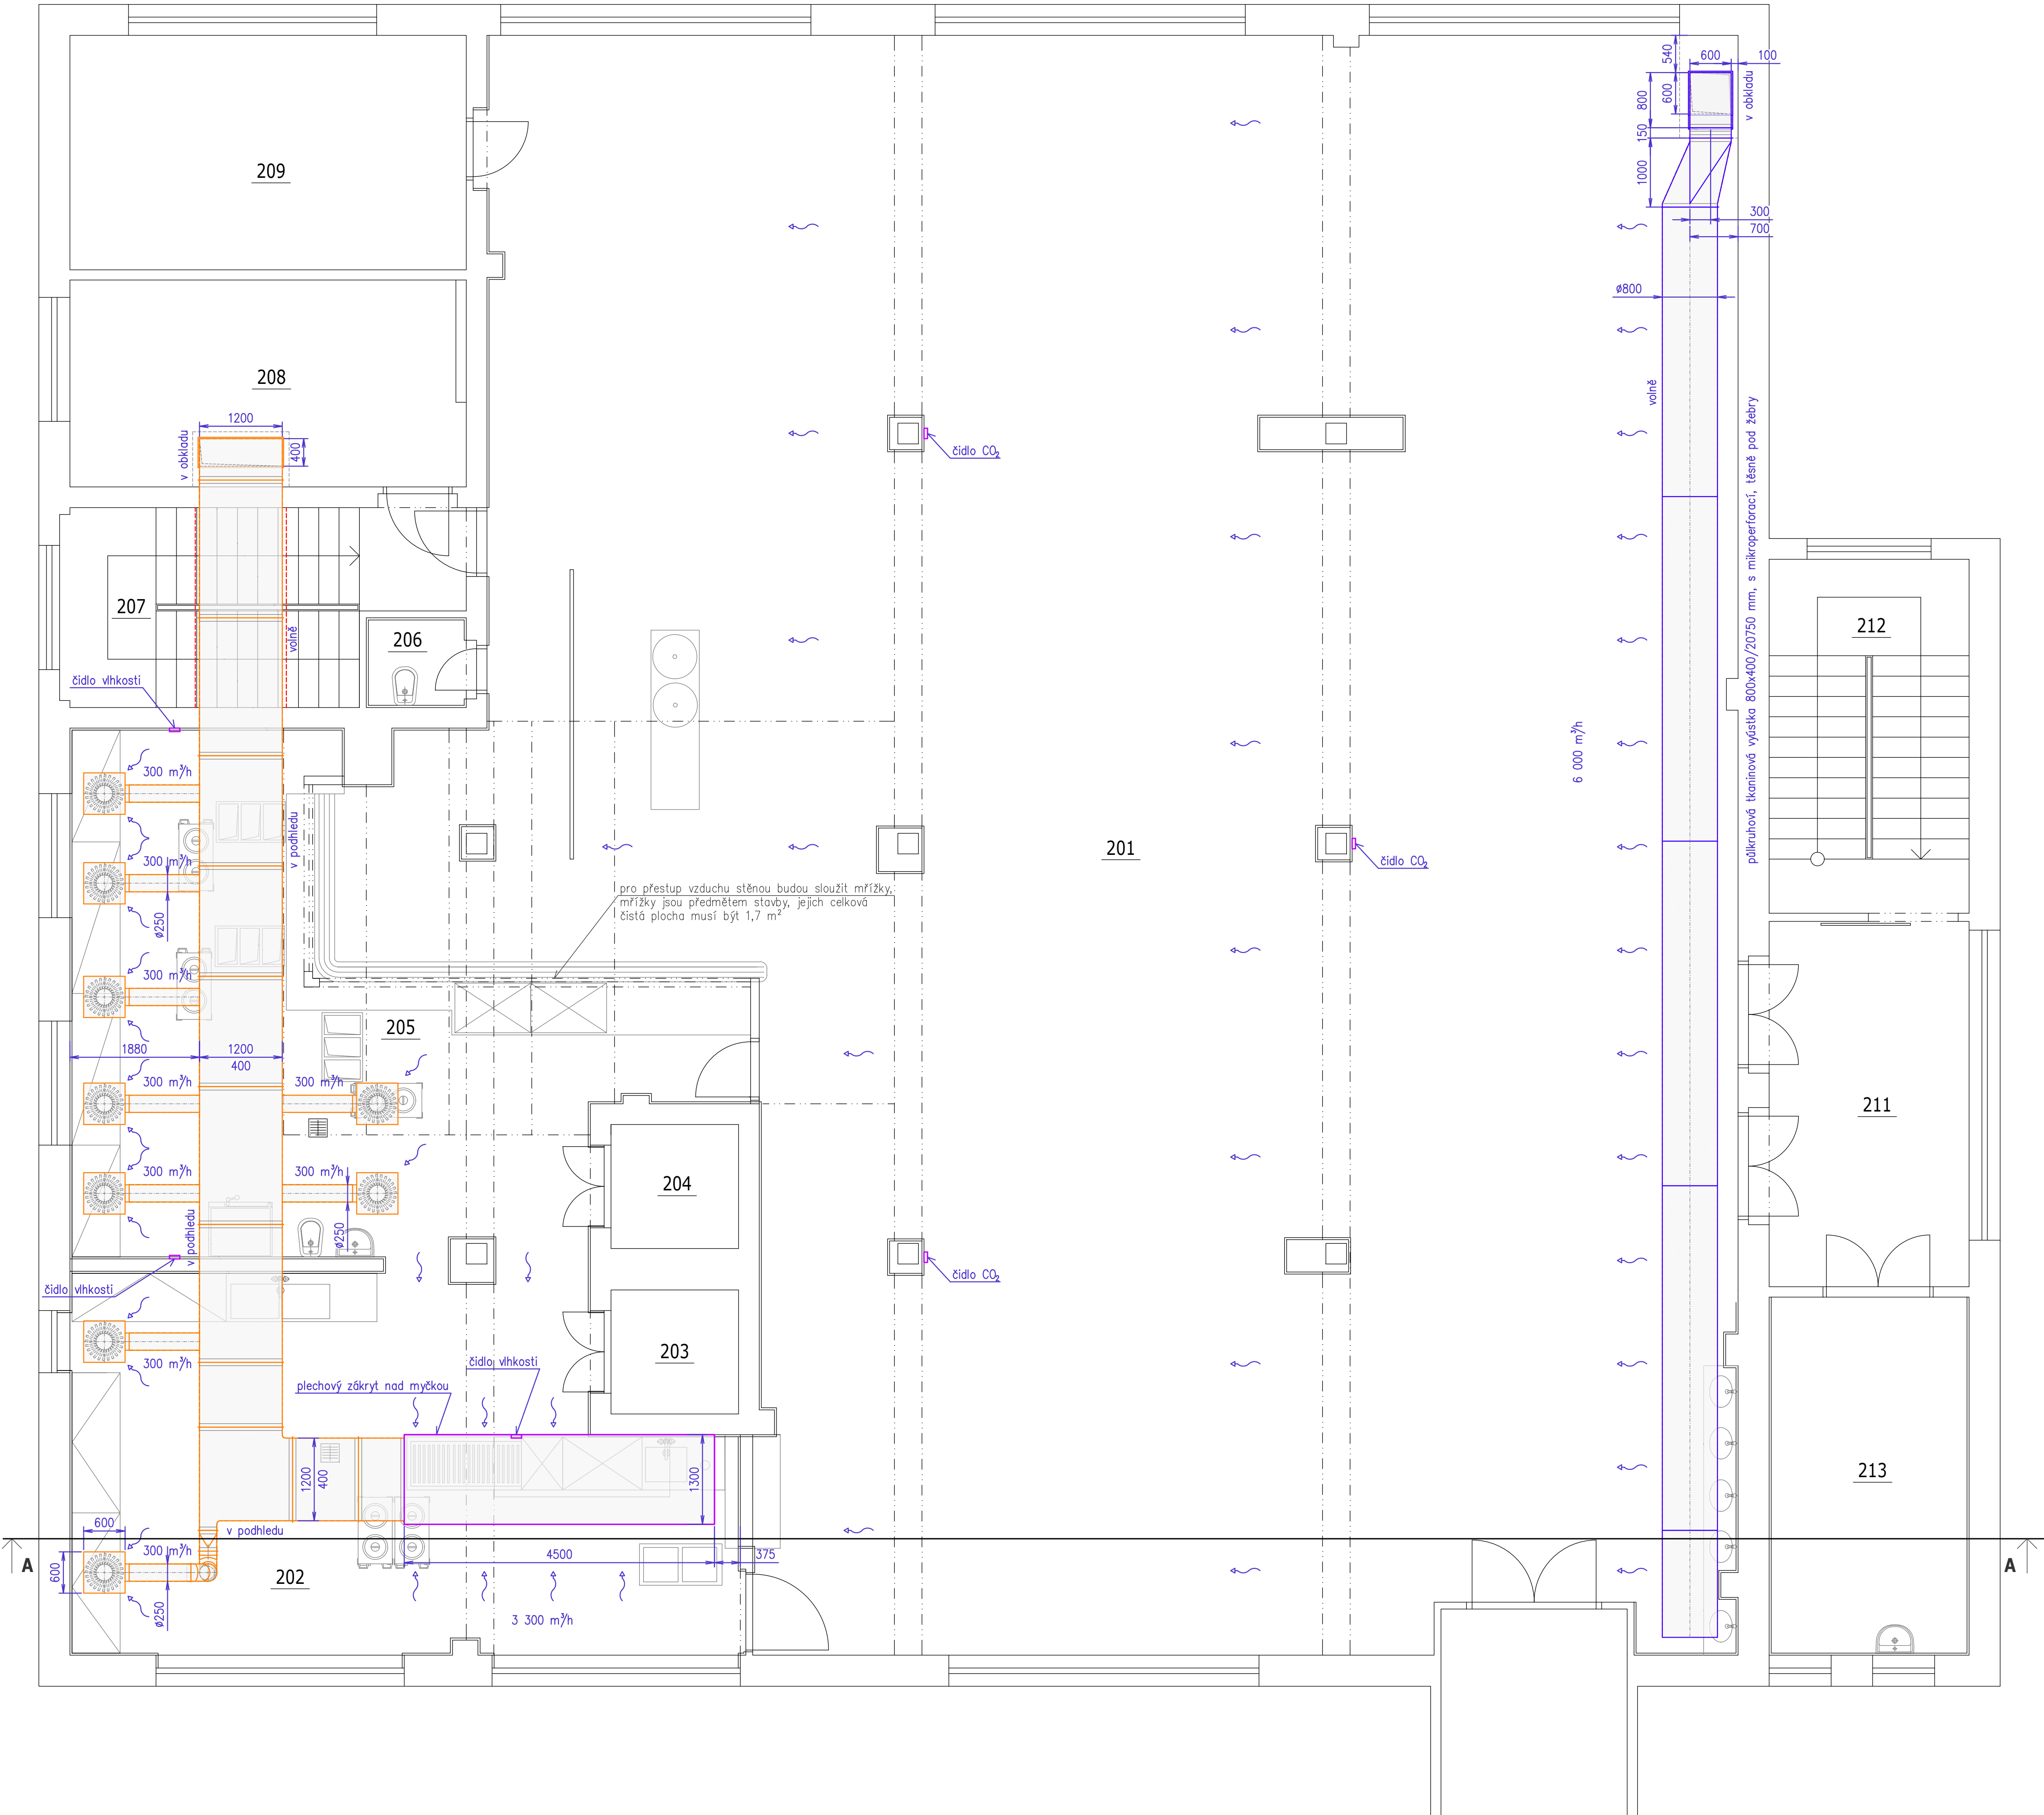 540
600
100
800
600
v obkladu
150
1000
300
700
ø800
209
208
1200
400
v obkladu
volně
čidlo CO₂
půlkruhová tkaninová vyústka 800x400/20750 mm, s mikroperforací, těsně pod žebry
207
volně
206
212
čidlo vlhkosti
6 000 m³/h
300 m³/h
v podhledu
300 m³/h
ø250
201
čidlo CO₂
pro přestup vzduchu stěnou budou sloužit mřížky,
mřížky jsou předmětem stavby, jejich celková
čistá plocha musí být 1,7 m²
300 m³/h
205
1880
1200
400
300 m³/h
300 m³/h
211
300 m³/h
300 m³/h
204
v podhledu
ø250
čidlo vlhkosti
čidlo CO₂
300 m³/h
203
čidlo vlhkosti
plechový zákryt nad myčkou
1200
400
1300
213
600
v podhledu
300 m³/h
4500
375
A
A
600
202
ø250
3 300 m³/h